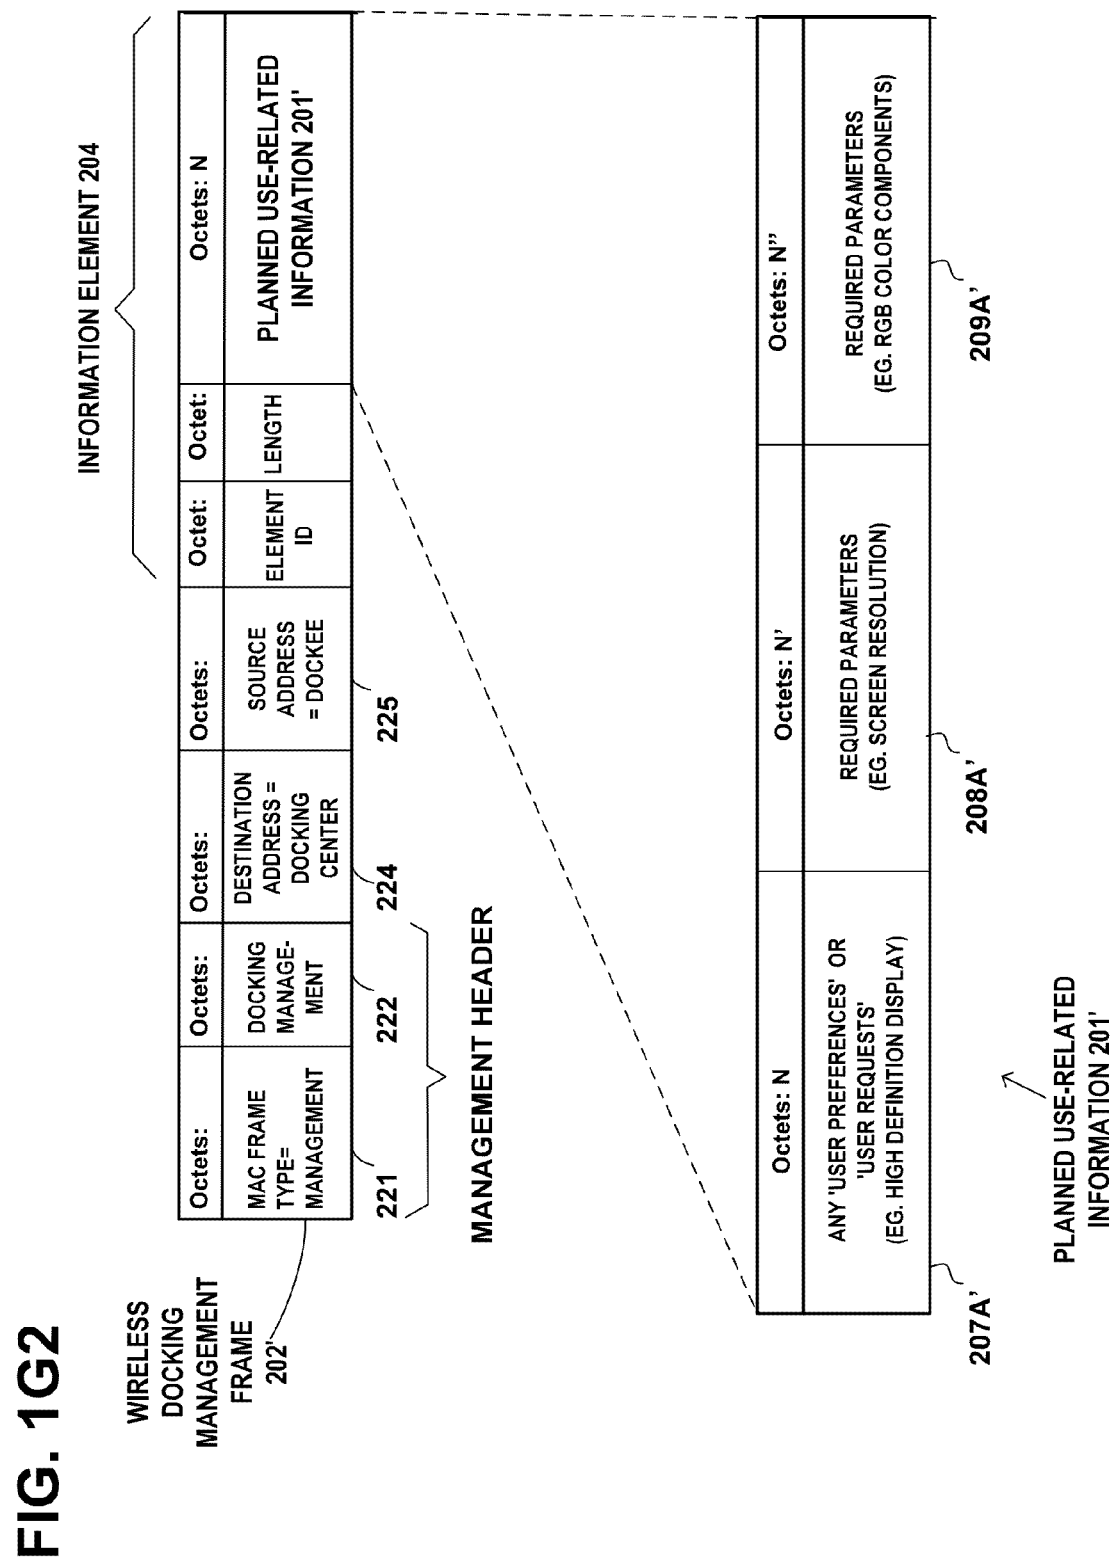 FIG. 1G2
WIRELESS
DOCKING
MANAGEMENT
FRAME
202'
INFORMATION ELEMENT 204
Octets:
Octets:
Octets:
Octets:
Octet:
Octet:
Octets: N
MAC FRAME
TYPE=
MANAGEMENT
DOCKING
MANAGE-
MENT
DESTINATION
ADDRESS =
DOCKING
CENTER
SOURCE
ADDRESS
= DOCKEE
ELEMENT
ID
LENGTH
PLANNED USE-RELATED
INFORMATION 201'
221
222
224
225
MANAGEMENT HEADER
Octets: N
Octets: N'
Octets: N''
ANY 'USER PREFERENCES' OR
'USER REQUESTS'
(EG. HIGH DEFINITION DISPLAY)
REQUIRED PARAMETERS
(EG. SCREEN RESOLUTION)
REQUIRED PARAMETERS
(EG. RGB COLOR COMPONENTS)
207A'
208A'
209A'
PLANNED USE-RELATED
INFORMATION 201'